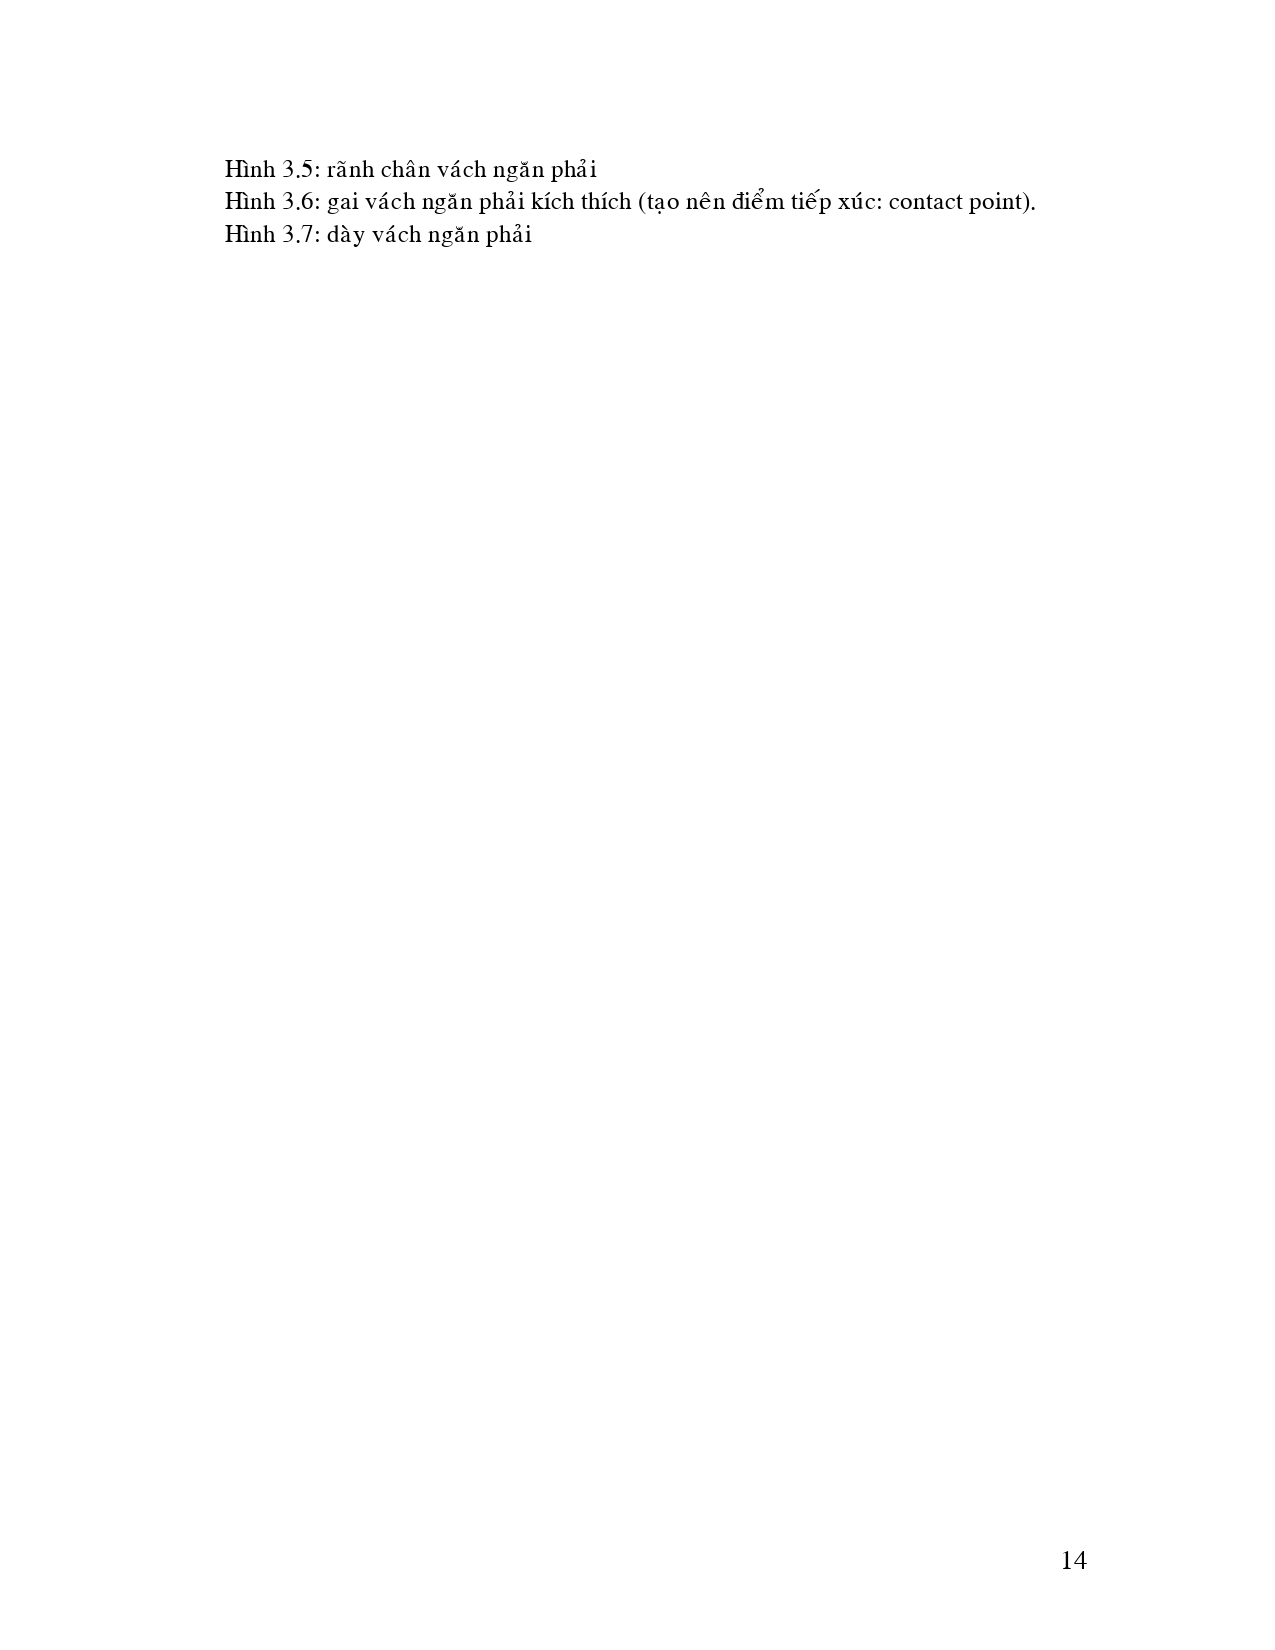 Hình 3.5: rãnh chân vách ngăn phải
Hình 3.6: gai vách ngăn phải kích thích (tạo nên điểm tiếp xúc: contact point).
Hình 3.7: dày vách ngăn phải
14